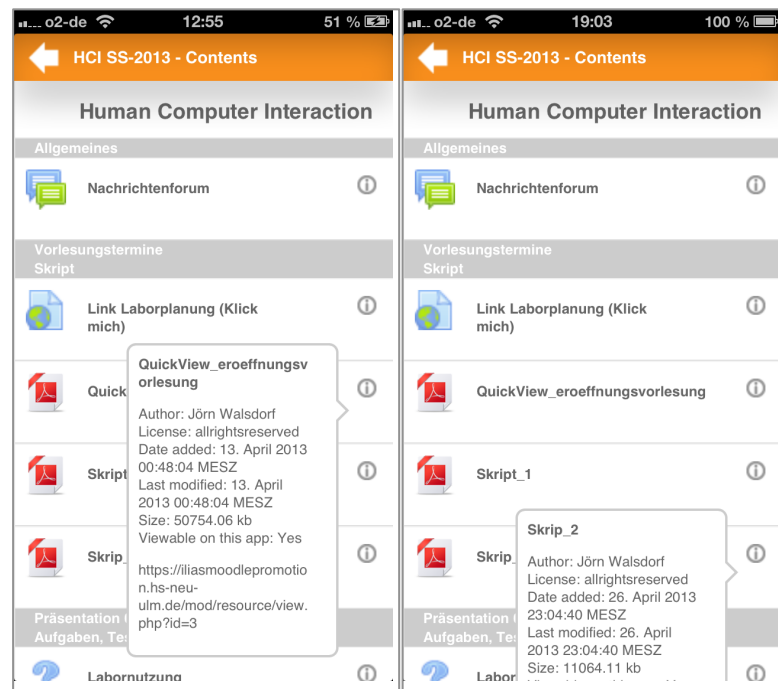 o2-de 12:55 51 %
HCI SS-2013 - Contents
Human Computer Interaction
Allgemeines
Nachrichtenforum
Vorlesungstermine
Skript
Link Laborplanung (Klick
mich)
Quick
Skript
Skrip_
QuickView_eroeffnungsv
orlesung
Author: Jörn Walsdorf
License: allrightsreserved
Date added: 13. April 2013
00:48:04 MESZ
Last modified: 13. April
2013 00:48:04 MESZ
Size: 50754.06 kb
Viewable on this app: Yes
https://iliasmoodlepromotio
n.hs-neu-
ulm.de/mod/resource/view.
php?id=3
Präsentation
Aufgaben, Te
Labornutzung
o2-de 19:03 100 %
HCI SS-2013 - Contents
Human Computer Interaction
Allgemeines
Nachrichtenforum
Vorlesungstermine
Skript
Link Laborplanung (Klick
mich)
QuickView_eroeffnungsvorlesung
Skript_1
Skrip_
Skrip_2
Author: Jörn Walsdorf
License: allrightsreserved
Date added: 26. April 2013
23:04:40 MESZ
Last modified: 26. April
2013 23:04:40 MESZ
Size: 11064.11 kb
Präsentation
Aufgaben, Te
Labor